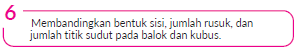 6
Membandingkan bentuk sisi, jumlah rusuk, dan
jumlah titik sudut pada balok dan kubus.